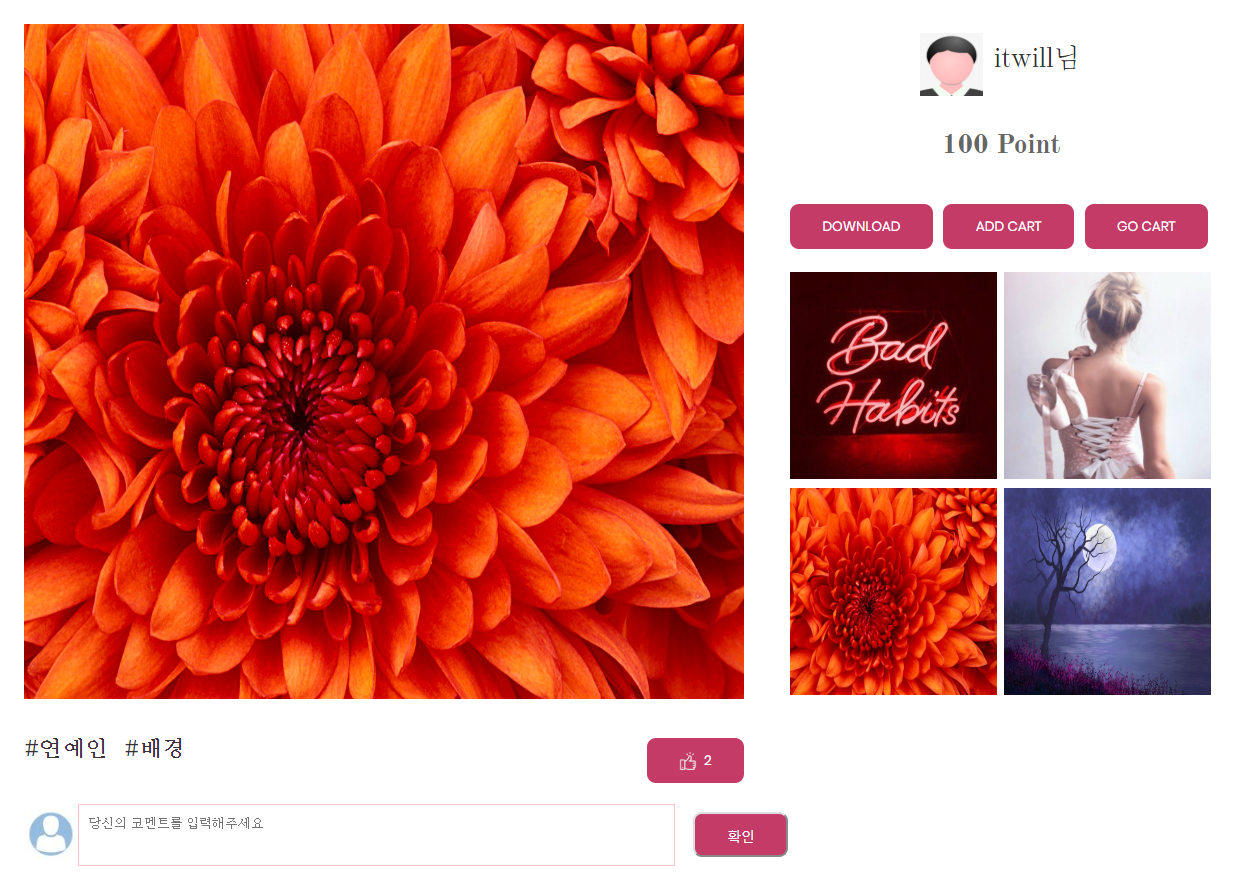 itwill님
100 Point
DOWNLOAD
ADD CART
GO CART
Bad
Habits
#연예인 #배경
2
당신의 코멘트를 입력해주세요
확인